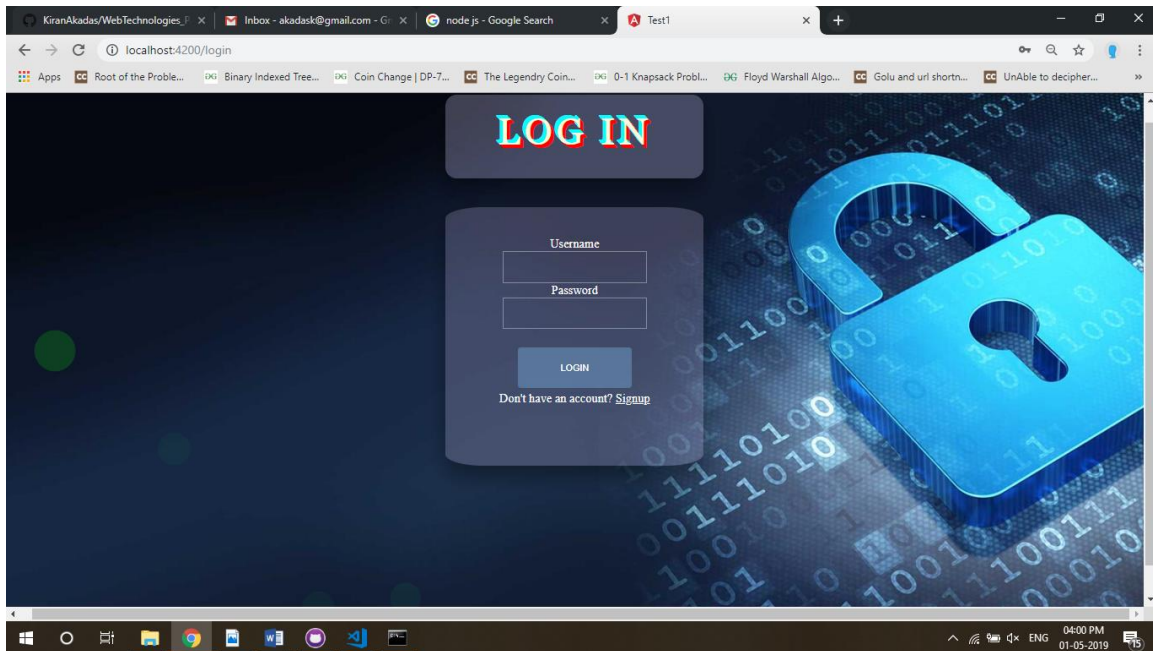 KiranAkadas/WebTechnologies_P
Inbox - akadask@gmail.com - Gm
node js - Google Search
Test1
localhost:4200/login
Apps
Root of the Proble...
Binary Indexed Tree...
Coin Change | DP-7...
The Legendry Coin...
0-1 Knapsack Probl...
Floyd Warshall Algo...
Golu and url shortn...
UnAble to decipher...
LOG IN
Username
Password
LOGIN
Don't have an account? Signup
ENG
04:00 PM
01-05-2019
15